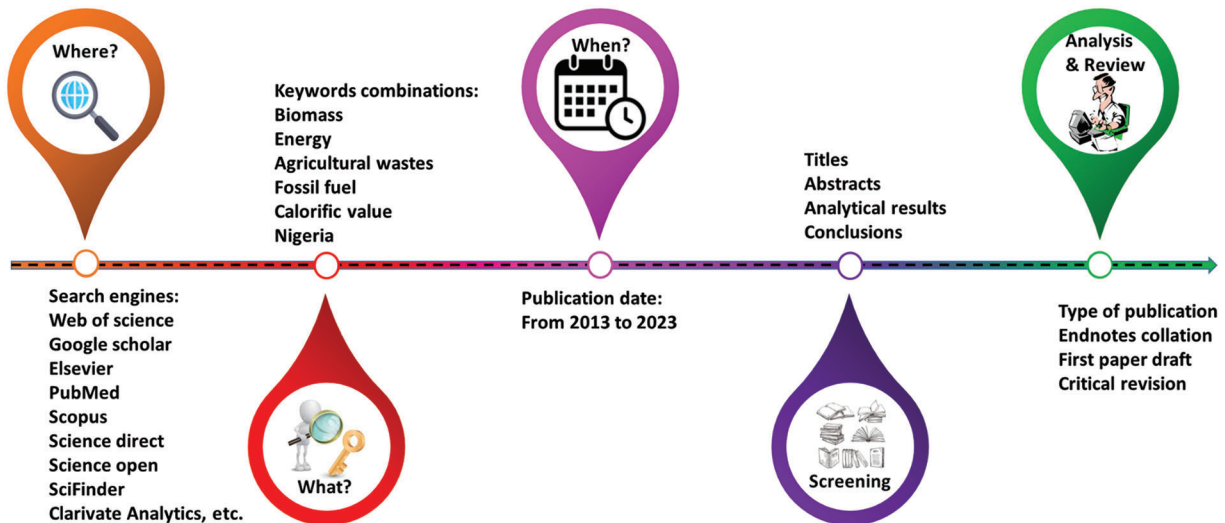 Where?
Search engines:
Web of science
Google scholar
Elsevier
PubMed
Scopus
Science direct
Science open
SciFinder
Clarivate Analytics, etc.
Keywords combinations:
Biomass
Energy
Agricultural wastes
Fossil fuel
Calorific value
Nigeria
What?
When?
Publication date:
From 2013 to 2023
Titles
Abstracts
Analytical results
Conclusions
Screening
Analysis
& Review
Type of publication
Endnotes collation
First paper draft
Critical revision